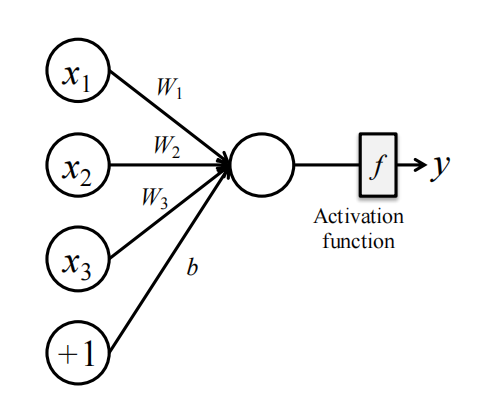 x₁
W₁
x₂
W₂
f
y
W₃
Activation
function
x₃
b
+1